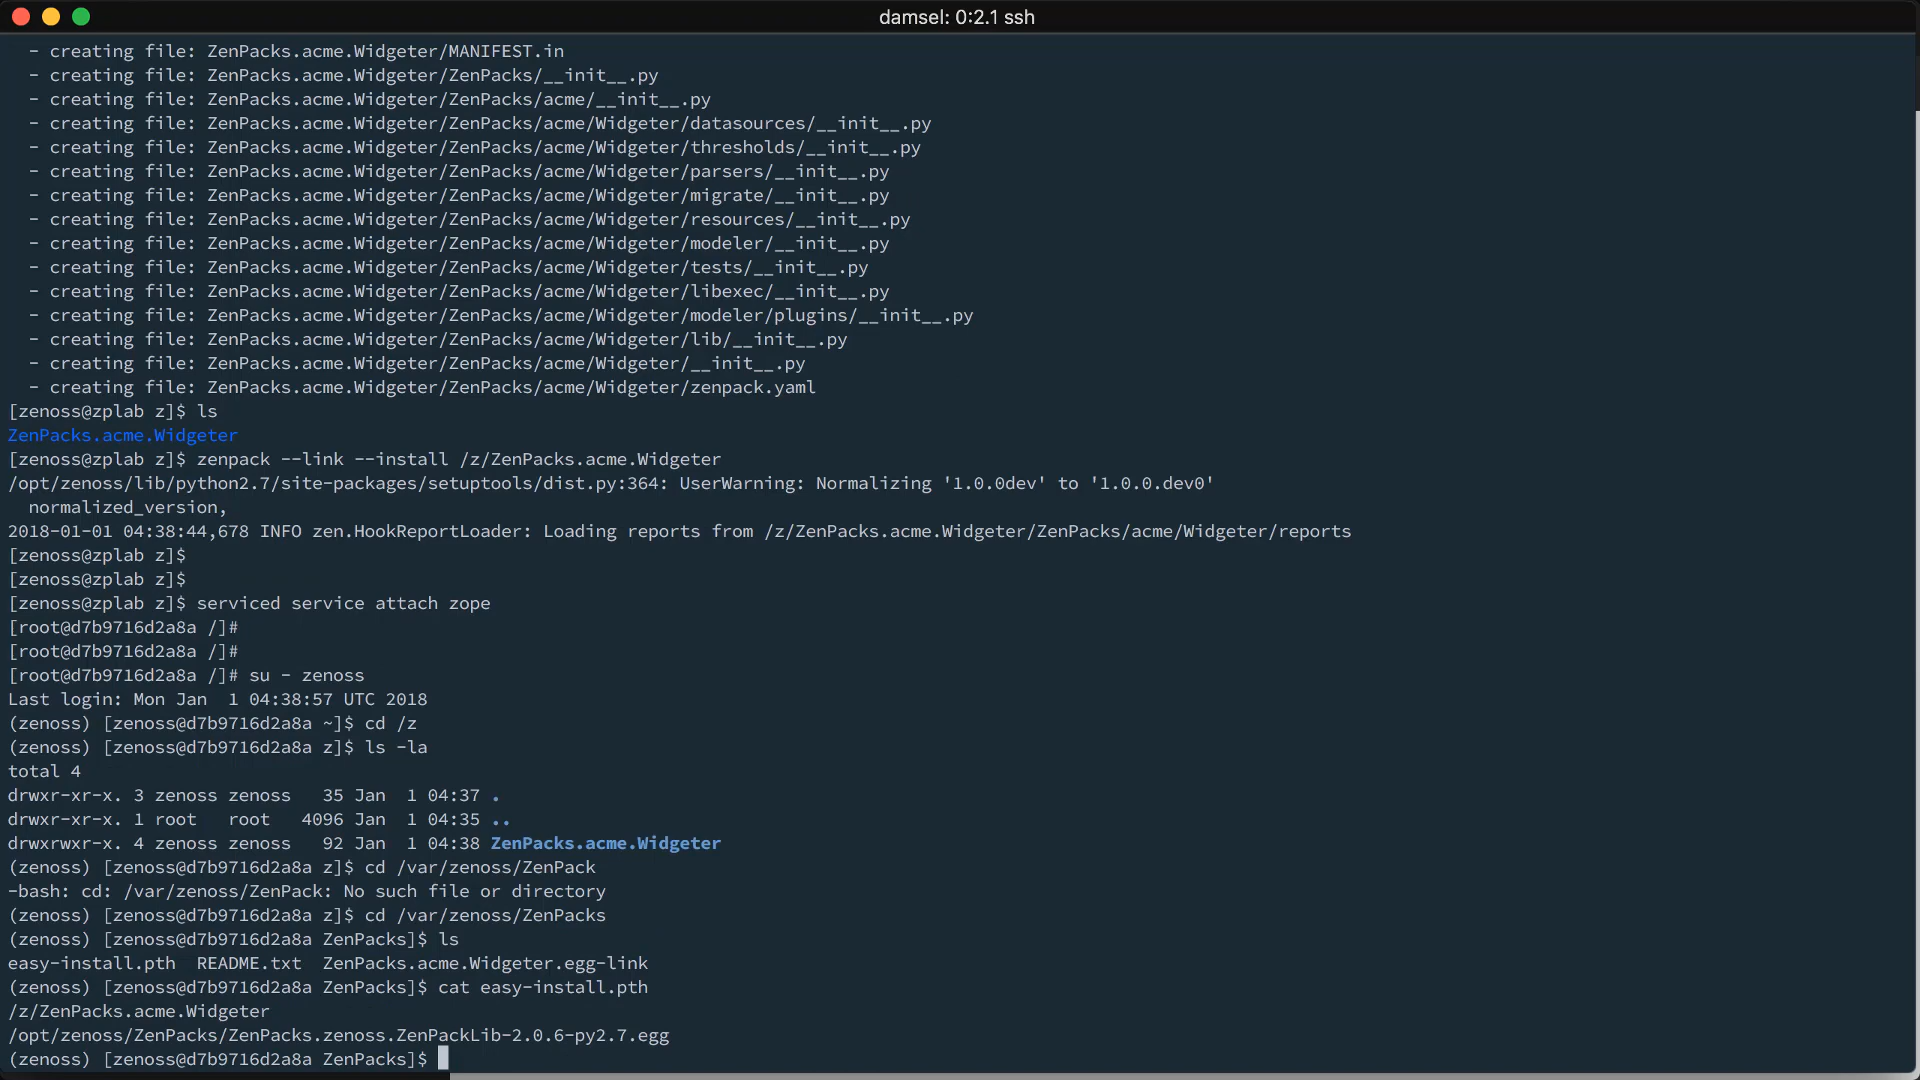 damsel: 0:2.1 ssh
- creating file: ZenPacks.acme.Widgeter/MANIFEST.in
- creating file: ZenPacks.acme.Widgeter/ZenPacks/__init__.py
- creating file: ZenPacks.acme.Widgeter/ZenPacks/acme/__init__.py
- creating file: ZenPacks.acme.Widgeter/ZenPacks/acme/Widgeter/datasources/__init__.py
- creating file: ZenPacks.acme.Widgeter/ZenPacks/acme/Widgeter/thresholds/__init__.py
- creating file: ZenPacks.acme.Widgeter/ZenPacks/acme/Widgeter/parsers/__init__.py
- creating file: ZenPacks.acme.Widgeter/ZenPacks/acme/Widgeter/migrate/__init__.py
- creating file: ZenPacks.acme.Widgeter/ZenPacks/acme/Widgeter/resources/__init__.py
- creating file: ZenPacks.acme.Widgeter/ZenPacks/acme/Widgeter/modeler/__init__.py
- creating file: ZenPacks.acme.Widgeter/ZenPacks/acme/Widgeter/tests/__init__.py
- creating file: ZenPacks.acme.Widgeter/ZenPacks/acme/Widgeter/libexec/__init__.py
- creating file: ZenPacks.acme.Widgeter/ZenPacks/acme/Widgeter/modeler/plugins/__init__.py
- creating file: ZenPacks.acme.Widgeter/ZenPacks/acme/Widgeter/lib/__init__.py
- creating file: ZenPacks.acme.Widgeter/ZenPacks/acme/Widgeter/__init__.py
- creating file: ZenPacks.acme.Widgeter/ZenPacks/acme/Widgeter/zenpack.yaml
[zenoss@zplab z]$ ls
ZenPacks.acme.Widgeter
[zenoss@zplab z]$ zenpack --link --install /z/ZenPacks.acme.Widgeter
/opt/zenoss/lib/python2.7/site-packages/setuptools/dist.py:364: UserWarning: Normalizing '1.0.0dev' to '1.0.0.dev0'
normalized_version,
2018-01-01 04:38:44,678 INFO zen.HookReportLoader: Loading reports from /z/ZenPacks.acme.Widgeter/ZenPacks/acme/Widgeter/reports
[zenoss@zplab z]$
[zenoss@zplab z]$
[zenoss@zplab z]$ serviced service attach zope
[root@d7b9716d2a8a /]#
[root@d7b9716d2a8a /]#
[root@d7b9716d2a8a /]# su - zenoss
Last login: Mon Jan  1 04:38:57 UTC 2018
(zenoss) [zenoss@d7b9716d2a8a ~]$ cd /z
(zenoss) [zenoss@d7b9716d2a8a z]$ ls -la
total 4
drwxr-xr-x. 3 zenoss zenoss   35 Jan  1 04:37 .
drwxr-xr-x. 1 root   root   4096 Jan  1 04:35 ..
drwxrwxr-x. 4 zenoss zenoss   92 Jan  1 04:38 ZenPacks.acme.Widgeter
(zenoss) [zenoss@d7b9716d2a8a z]$ cd /var/zenoss/ZenPack
-bash: cd: /var/zenoss/ZenPack: No such file or directory
(zenoss) [zenoss@d7b9716d2a8a z]$ cd /var/zenoss/ZenPacks
(zenoss) [zenoss@d7b9716d2a8a ZenPacks]$ ls
easy-install.pth  README.txt  ZenPacks.acme.Widgeter.egg-link
(zenoss) [zenoss@d7b9716d2a8a ZenPacks]$ cat easy-install.pth
/z/ZenPacks.acme.Widgeter
/opt/zenoss/ZenPacks/ZenPacks.zenoss.ZenPackLib-2.0.6-py2.7.egg
(zenoss) [zenoss@d7b9716d2a8a ZenPacks]$